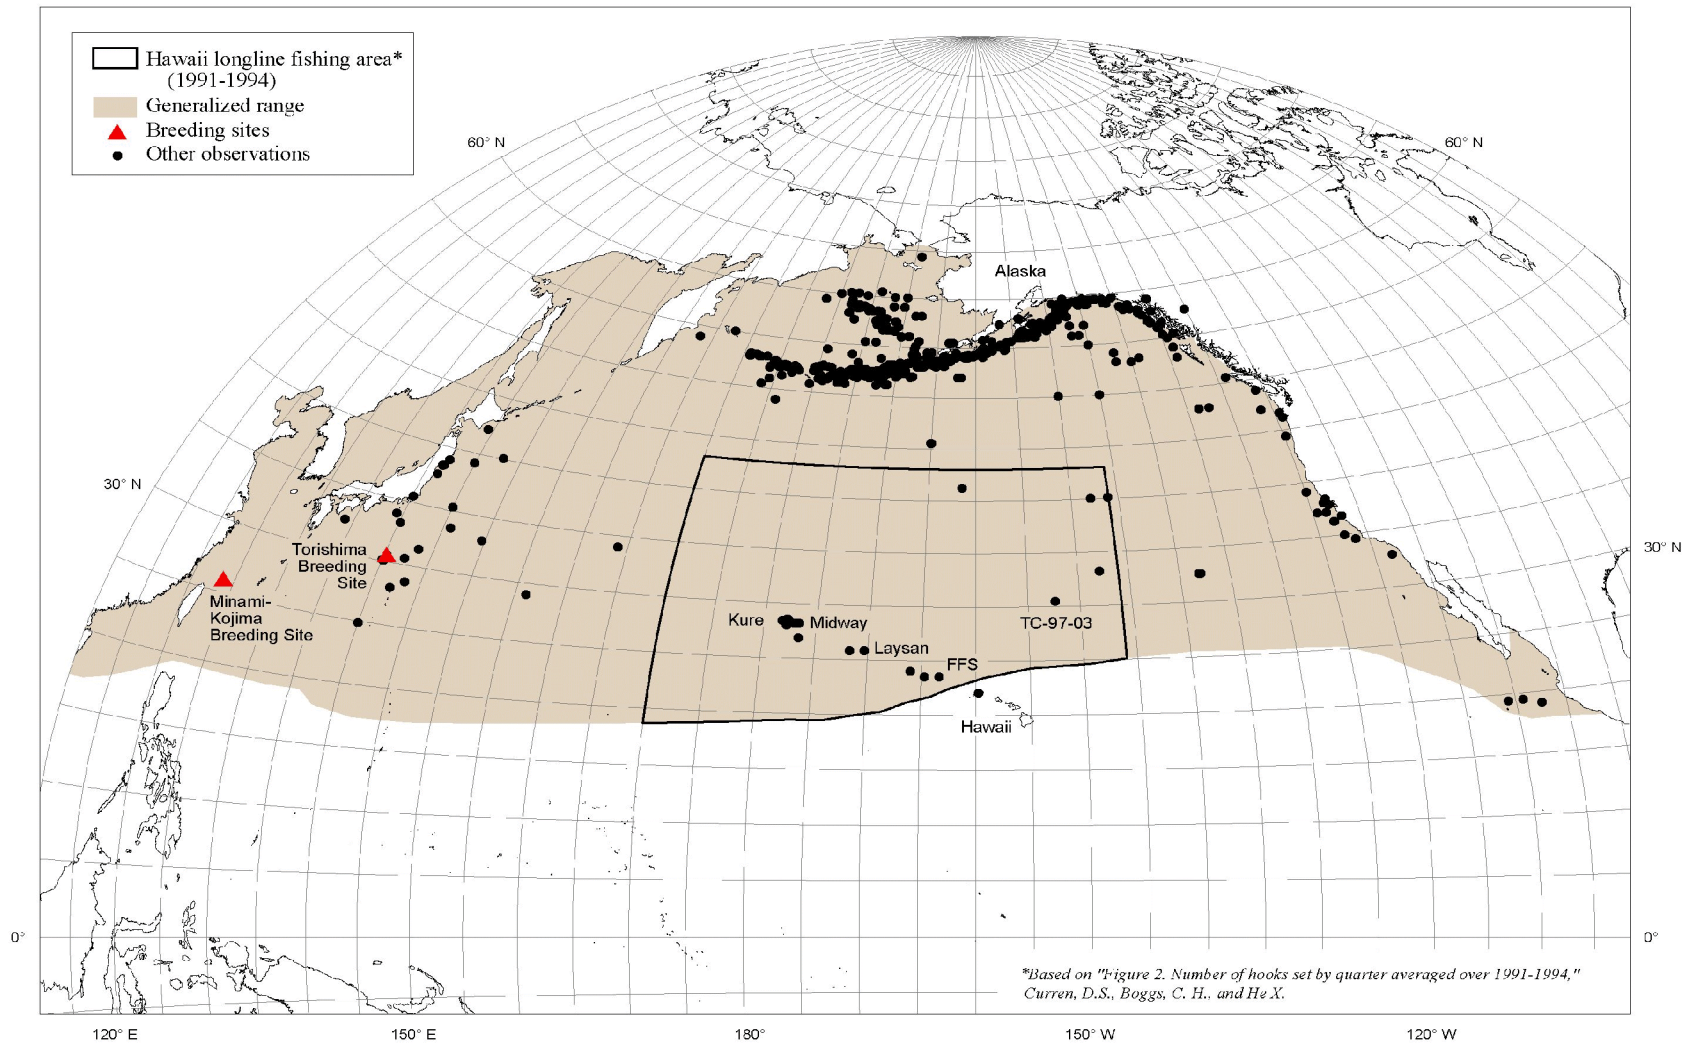 Hawaii longline fishing area*
(1991-1994)
Generalized range
Breeding sites
Other observations
60° N
60° N
Alaska
30° N
30° N
Torishima
Breeding
Site
Minami-
Kojima
Breeding Site
Kure
Midway
Laysan
FFS
TC-97-03
Hawaii
0°
0°
*Based on "Figure 2. Number of hooks set by quarter averaged over 1991-1994,"
Curren, D.S., Boggs, C. H., and He X.
120° E
150° E
180°
150° W
120° W